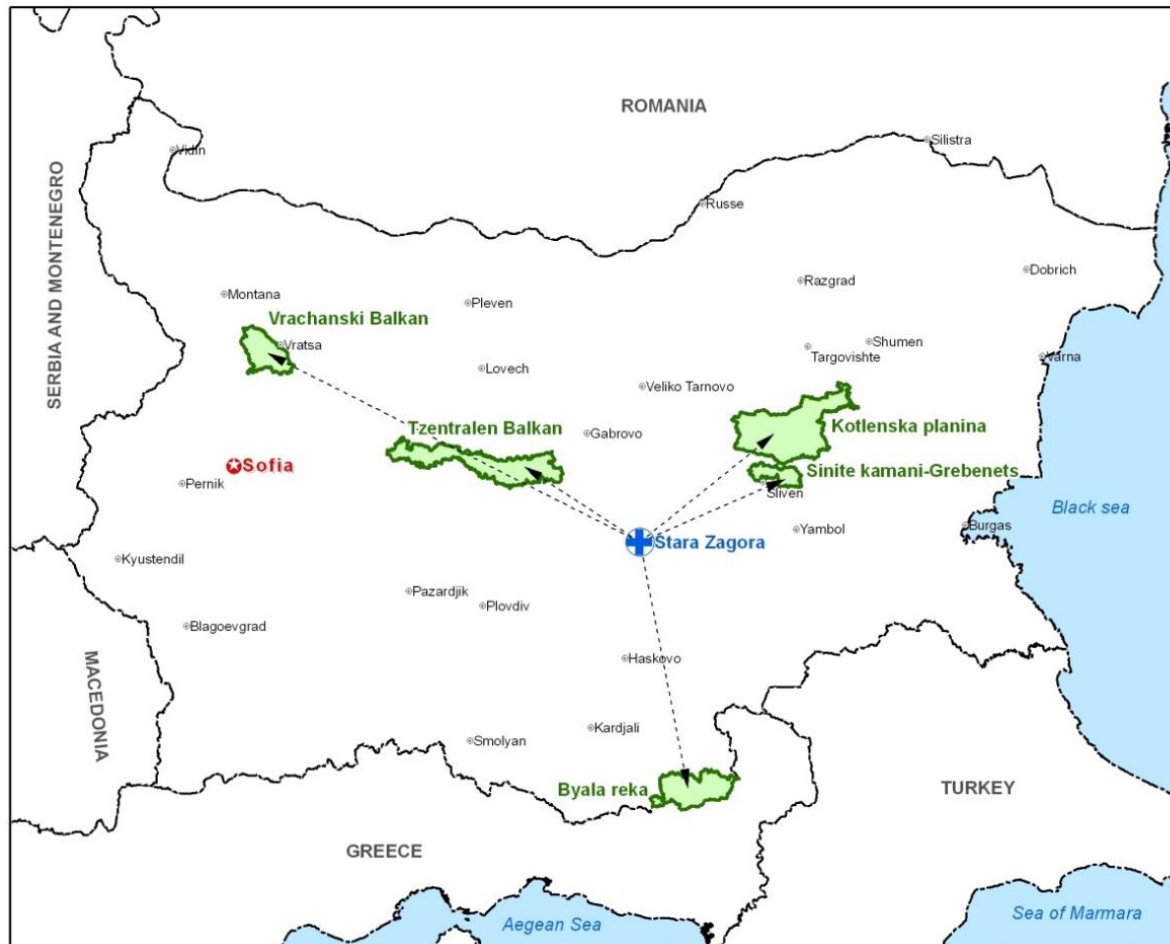 ROMANIA
Silistra
Vidin
SERBIA AND MONTENEGRO
Russe
Dobrich
Razgrad
Montana
Pleven
Vrachanski Balkan
Vratsa
Shumen
Targovishte
Varna
Lovech
Veliko Tarnovo
Tzentralen Balkan
Gabrovo
Kotlenska planina
Sofia
Sinite kamani-Grebenets
Pernik
Sliven
Black sea
Yambol
Burgas
Stara Zagora
Kyustendil
Pazardjik
Plovdiv
Blagoevgrad
MACEDONIA
Haskovo
Kardjali
Smolyan
Byala reka
TURKEY
GREECE
Aegean Sea
Sea of Marmara